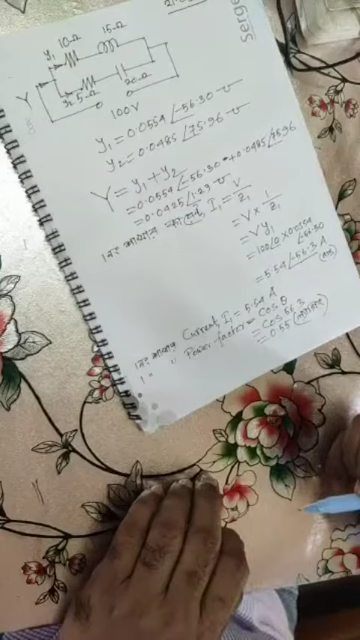 10Ω 15Ω
Y₁
Y
5Ω 20Ω
100V
Y₁ = 0.0554 ∠-56.30 ʊ
Y₂ = 0.0485 ∠75.96 ʊ
Y = Y₁ + Y₂
= 0.0554 ∠-56.30 + 0.0485 ∠75.96
= 0.0425 ∠1.29 ʊ
I₁ = V/Z₁
= V × 1/Z₁
= VY₁
= 100∠0 × 0.0554 ∠-56.30
= 5.54 ∠-56.3 A
Current, I₁ = 5.54 A
Power factor = Cos θ
= Cos 56.3
= 0.55